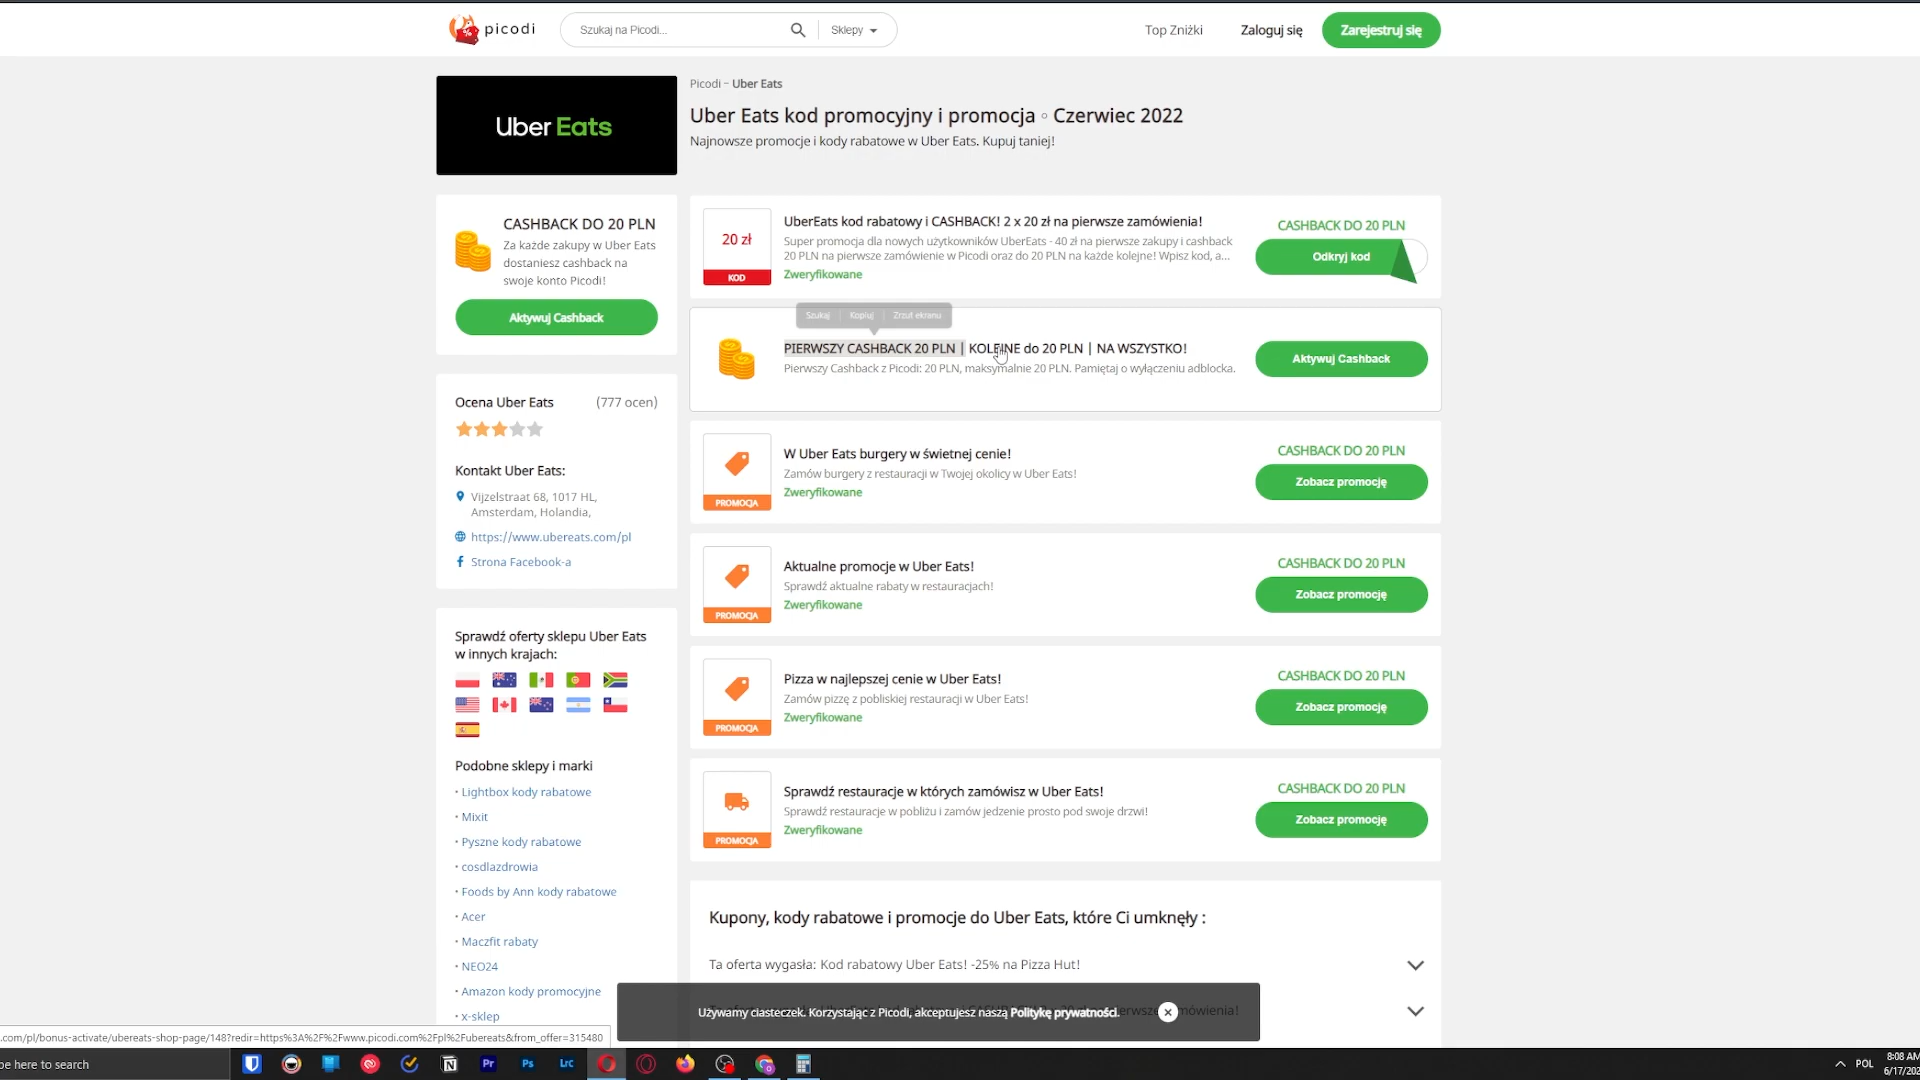 picodi
Szukaj na Picodi...
Sklepy
Top Zniżki
Zaloguj się
Zarejestruj się
Uber Eats
Picodi – Uber Eats
Uber Eats kod promocyjny i promocja ◦ Czerwiec 2022
Najnowsze promocje i kody rabatowe w Uber Eats. Kupuj taniej!
CASHBACK DO 20 PLN
Za każde zakupy w Uber Eats
dostaniesz cashback na
swoje konto Picodi!
Aktywuj Cashback
Ocena Uber Eats
(777 ocen)
Kontakt Uber Eats:
Vijzelstraat 68, 1017 HL,
Amsterdam, Holandia,
https://www.ubereats.com/pl
Strona Facebook-a
Sprawdź oferty sklepu Uber Eats
w innych krajach:
Podobne sklepy i marki
• Lightbox kody rabatowe
• Mixit
• Pyszne kody rabatowe
• cosdlazdrowia
• Foods by Ann kody rabatowe
• Acer
• Maczfit rabaty
• NEO24
• Amazon kody promocyjne
• x-sklep
20 zł
KOD
UberEats kod rabatowy i CASHBACK! 2 x 20 zł na pierwsze zamówienia!
Super promocja dla nowych użytkowników UberEats - 40 zł na pierwsze zakupy i cashback
20 PLN na pierwsze zamówienie w Picodi oraz do 20 PLN na każde kolejne! Wpisz kod, a...
Zweryfikowane
CASHBACK DO 20 PLN
Odkryj kod
Szukaj
Kopiuj
Zrzut ekranu
PIERWSZY CASHBACK 20 PLN | KOLEJNE do 20 PLN | NA WSZYSTKO!
Pierwszy Cashback z Picodi: 20 PLN, maksymalnie 20 PLN. Pamiętaj o wyłączeniu adblocka.
Aktywuj Cashback
PROMOCJA
W Uber Eats burgery w świetnej cenie!
Zamów burgery z restauracji w Twojej okolicy w Uber Eats!
Zweryfikowane
CASHBACK DO 20 PLN
Zobacz promocję
PROMOCJA
Aktualne promocje w Uber Eats!
Sprawdź aktualne rabaty w restauracjach!
Zweryfikowane
CASHBACK DO 20 PLN
Zobacz promocję
PROMOCJA
Pizza w najlepszej cenie w Uber Eats!
Zamów pizzę z pobliskiej restauracji w Uber Eats!
Zweryfikowane
CASHBACK DO 20 PLN
Zobacz promocję
PROMOCJA
Sprawdź restauracje w których zamówisz w Uber Eats!
Sprawdź restauracje w pobliżu i zamów jedzenie prosto pod swoje drzwi!
Zweryfikowane
CASHBACK DO 20 PLN
Zobacz promocję
Kupony, kody rabatowe i promocje do Uber Eats, które Ci umknęły :
Ta oferta wygasła: Kod rabatowy Uber Eats! -25% na Pizza Hut!
Używamy ciasteczek. Korzystając z Picodi, akceptujesz naszą Politykę prywatności.
.com/pl/bonus-activate/ubereats-shop-page/148?redir=https%3A%2F%2Fwww.picodi.com%2Fpl%2Fubereats&from_offer=315480
pe here to search
Pr
Ps
Lrc
POL
8:08 AM
6/17/202